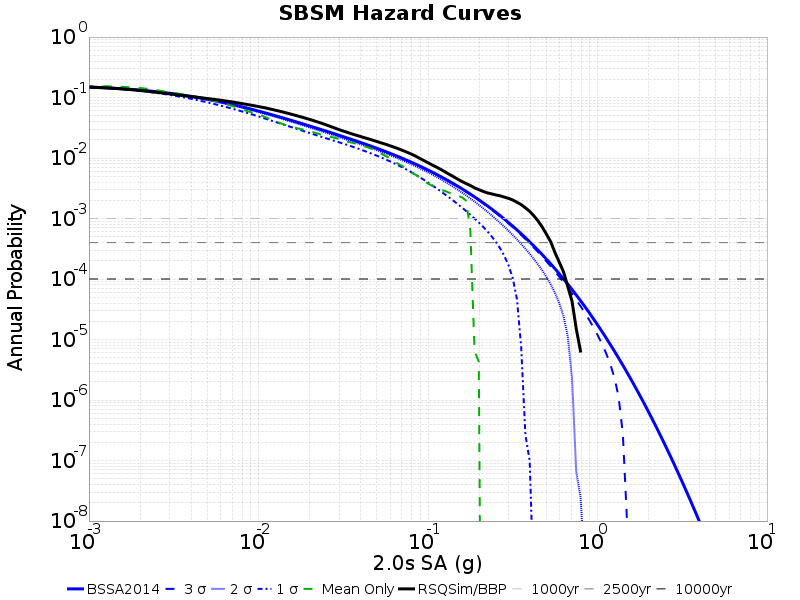 SBSM Hazard Curves
10^0
10^-1
10^-2
10^-3
10^-4
10^-5
10^-6
10^-7
10^-8
Annual Probability
10^-3 10^-2 10^-1 10^0 10^1
2.0s SA (g)
BSSA2014 3 σ 2 σ 1 σ Mean Only RSQSim/BBP 1000yr 2500yr 10000yr